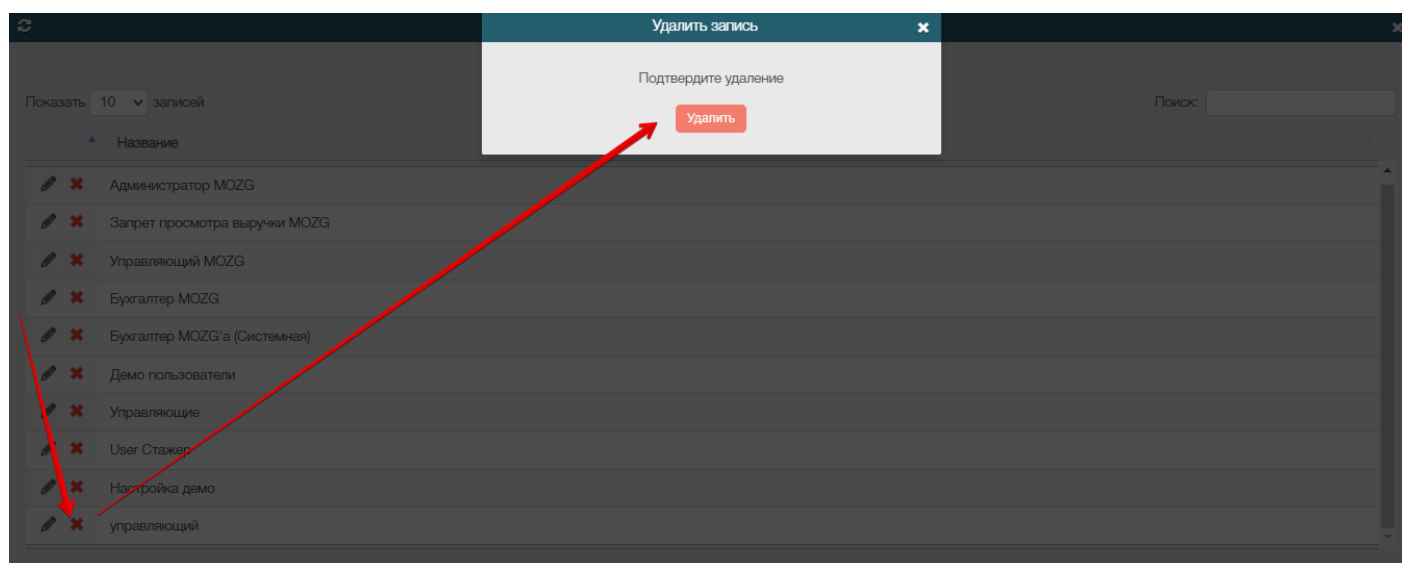 Удалить запись
Подтвердите удаление
Показать 10 записей
Поиск:
Удалить
Название
Администратор MOZG
Запрет просмотра выручки MOZG
Управляющий MOZG
Бухгалтер MOZG
Бухгалтер MOZG'а (Системная)
Демо пользователи
Управляющие
User Стажер
Настройка демо
управляющий